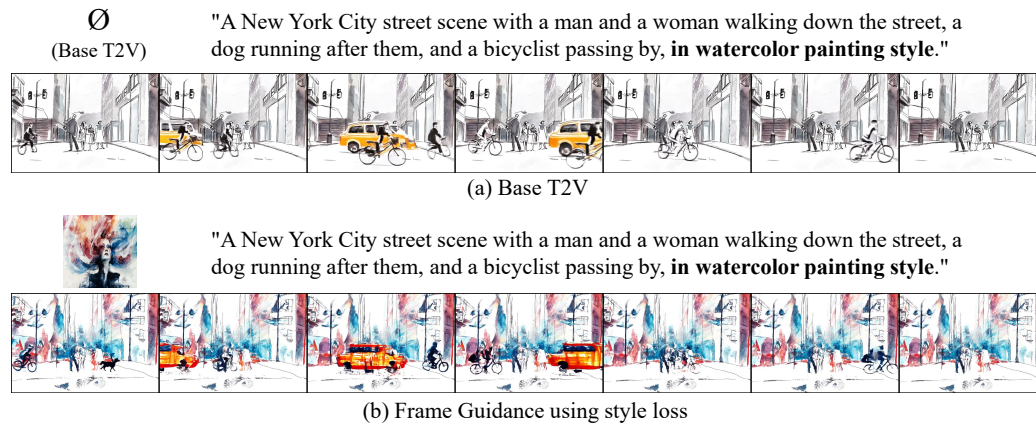 Ø
(Base T2V)
"A New York City street scene with a man and a woman walking down the street, a
dog running after them, and a bicyclist passing by, in watercolor painting style."
(a) Base T2V
"A New York City street scene with a man and a woman walking down the street, a
dog running after them, and a bicyclist passing by, in watercolor painting style."
(b) Frame Guidance using style loss